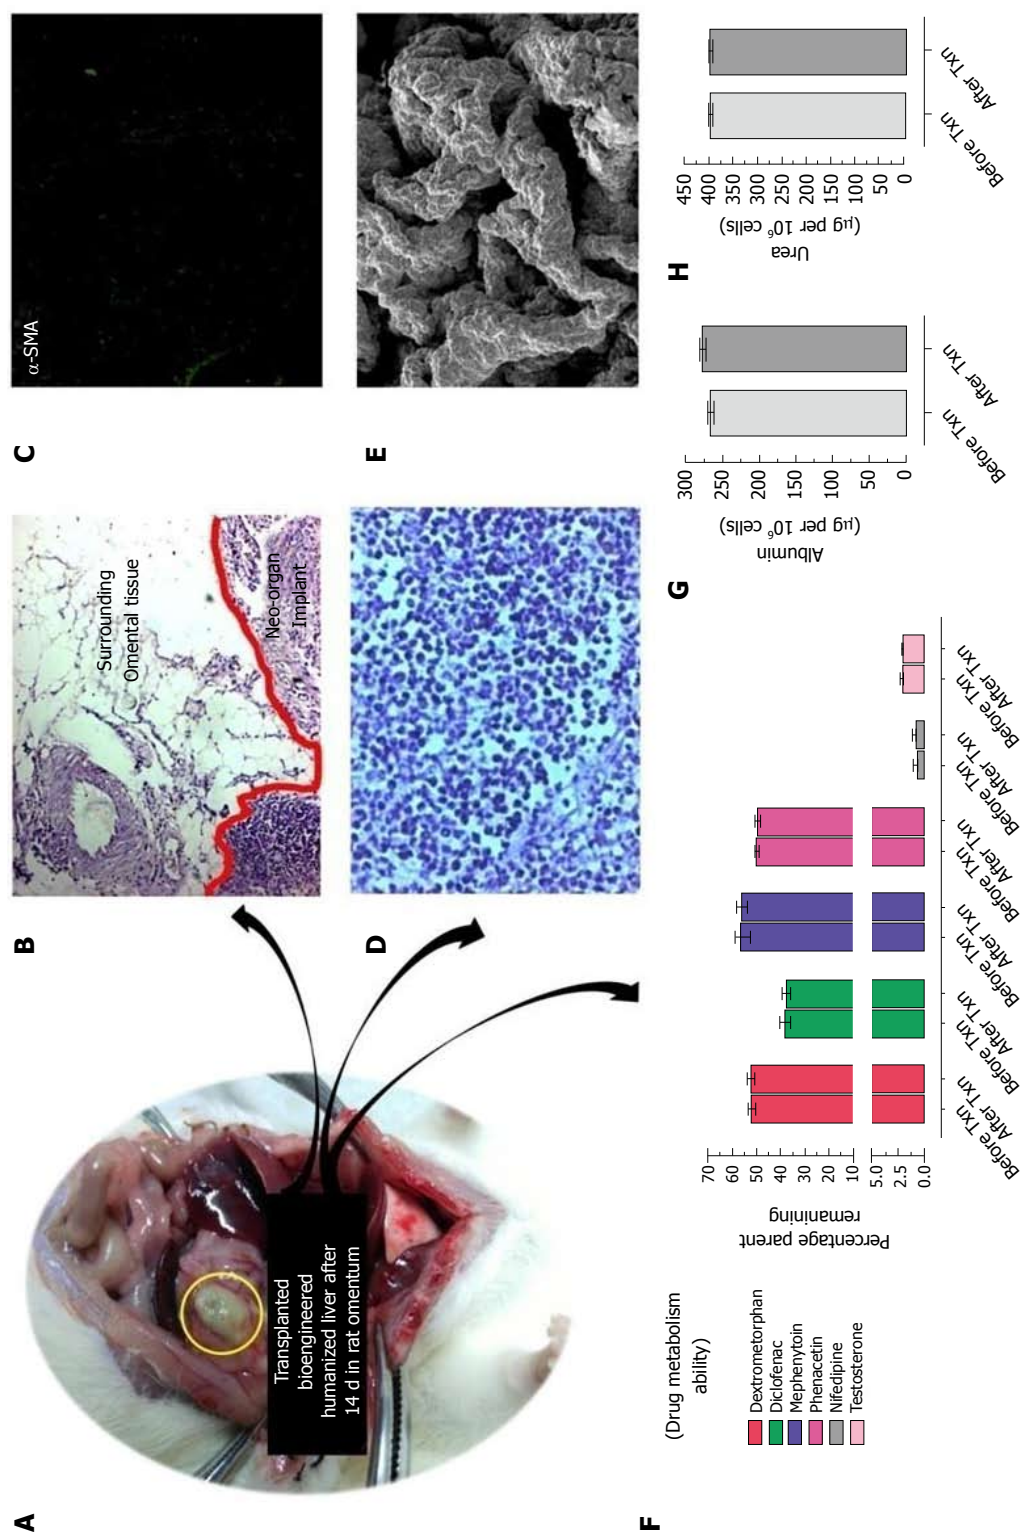 A
Transplanted
bioengineered
humanized liver after
14 d in rat omentum
B
Surrounding
Omental tissue
Neo-organ
Implant
C
α-SMA
D
E
F
(Drug metabolism
ability)
Dextrometorphan
Diclofenac
Mephenytoin
Phenacetin
Nifedipine
Testosterone
Percentage parent
remaining
70
60
50
40
30
20
10
5.0
2.5
0.0
Before Txn
After Txn
Before Txn
After Txn
Before Txn
After Txn
Before Txn
After Txn
Before Txn
After Txn
Before Txn
After Txn
G
Albumin
(μg per 10⁶ cells)
300
250
200
150
100
50
0
Before Txn
After Txn
H
Urea
(μg per 10⁶ cells)
450
400
350
300
250
200
150
100
50
0
Before Txn
After Txn